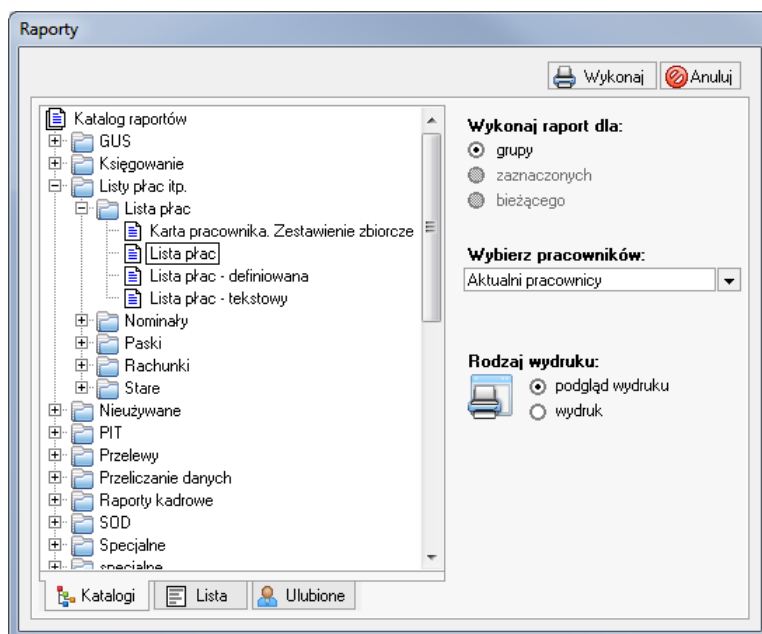 Raporty
Wykonaj Anuluj
Katalog raportów
GUS
Księgowanie
Listy płac itp.
Lista płac
Karta pracownika. Zestawienie zbiorcze
Lista płac
Lista płac - definiowana
Lista płac - tekstowy
Nominały
Paski
Rachunki
Stare
Nieużywane
PIT
Przelewy
Przeliczanie danych
Raporty kadrowe
SOD
Specjalne
specjalne
Katalogi Lista Ulubione
Wykonaj raport dla:
grupy
zaznaczonych
bieżącego
Wybierz pracowników:
Aktualni pracownicy
Rodzaj wydruku:
podgląd wydruku
wydruk